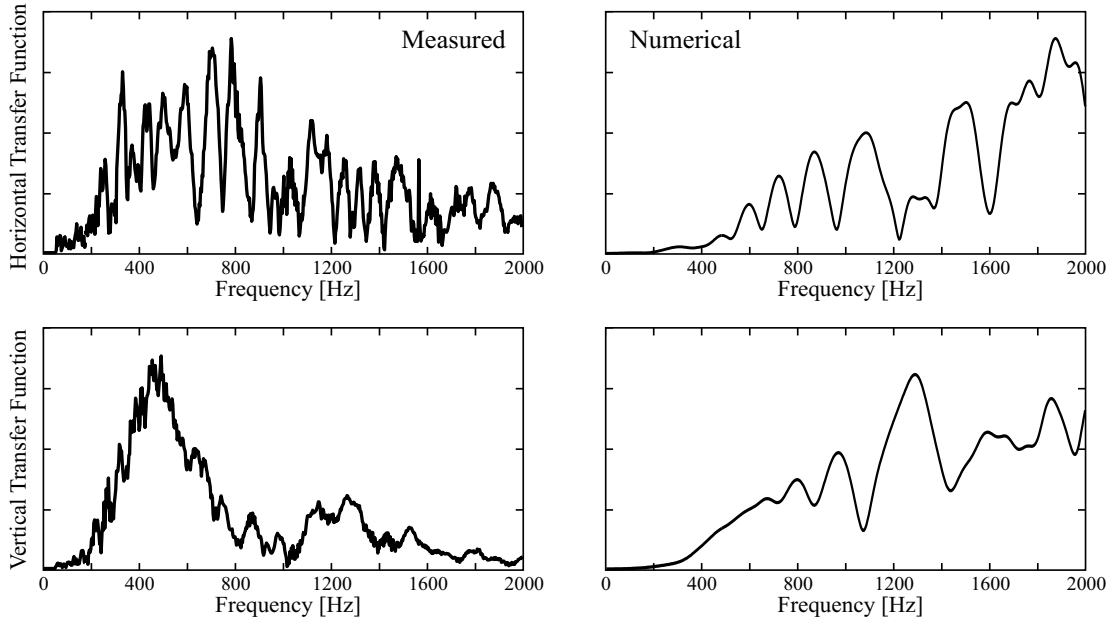 Horizontal Transfer Function
Measured
0 400 800 1200 1600 2000
Frequency [Hz]
Numerical
0 400 800 1200 1600 2000
Frequency [Hz]
Vertical Transfer Function
0 400 800 1200 1600 2000
Frequency [Hz]
0 400 800 1200 1600 2000
Frequency [Hz]